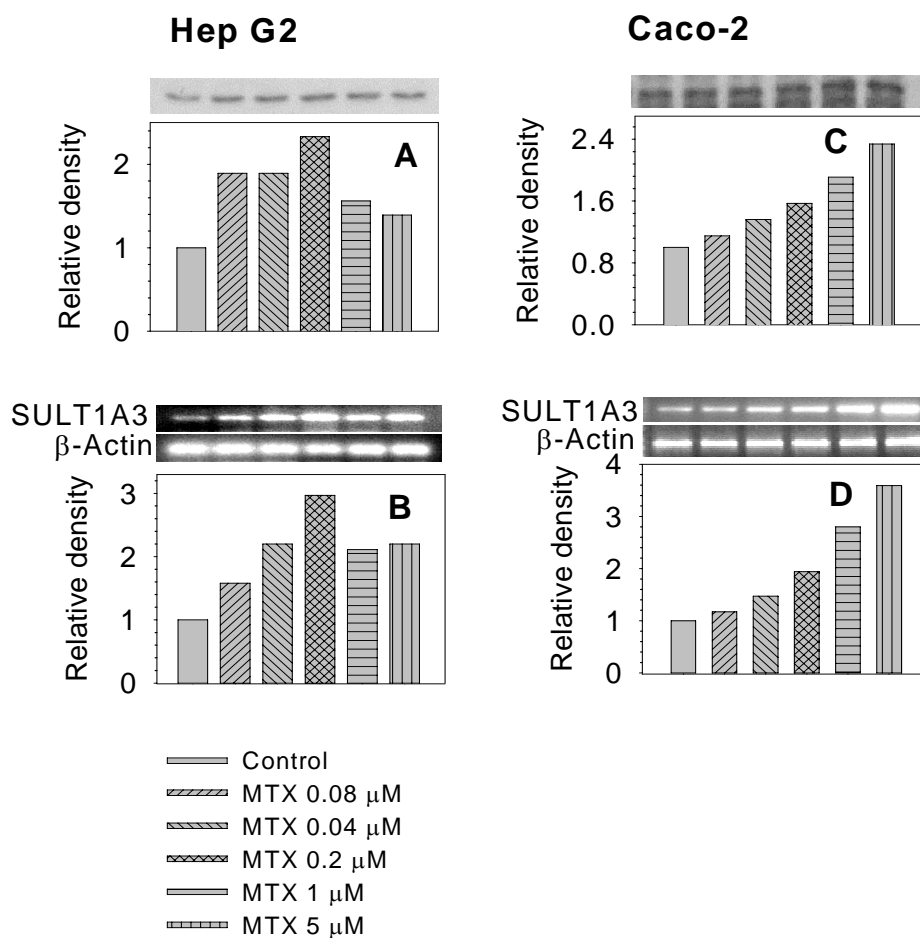 Hep G2
Caco-2
Relative density
2
1
0
A
Relative density
2.4
1.6
0.8
0.0
C
SULT1A3
β-Actin
Relative density
3
2
1
0
B
SULT1A3
β-Actin
Relative density
4
3
2
1
0
D
Control
MTX 0.08 μM
MTX 0.04 μM
MTX 0.2 μM
MTX 1 μM
MTX 5 μM